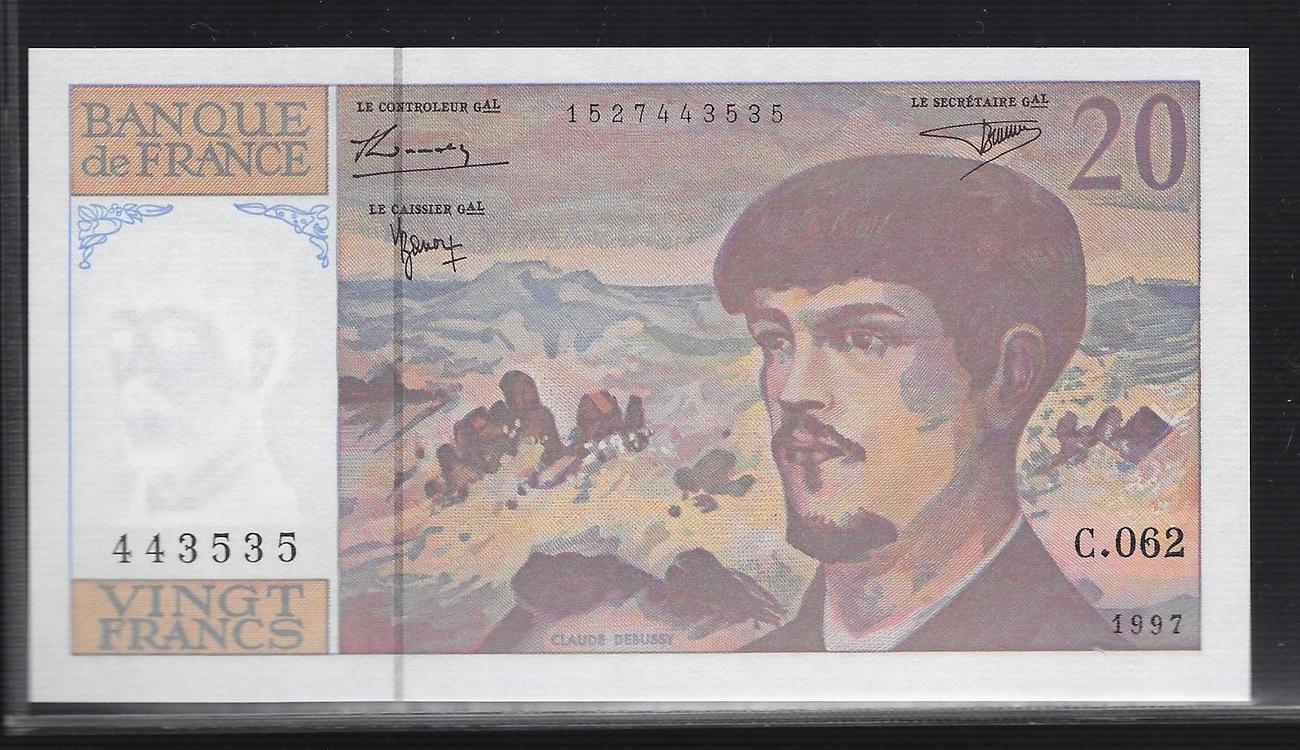 BANQUE
de FRANCE
LE CONTROLEUR GAL
1527443535
LE SECRÉTAIRE GAL
20
LE CAISSIER GAL
443535
C.062
VINGT
FRANCS
1997
CLAUDE DEBUSSY